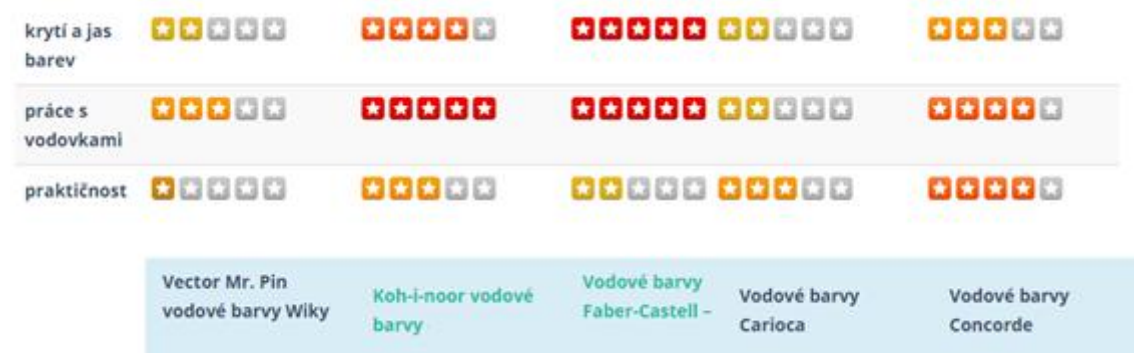 krytí a jas
barev
práce s
vodovkami
praktičnost
Vector Mr. Pin
vodové barvy Wiky
Koh-i-noor vodové
barvy
Vodové barvy
Faber-Castell –
Vodové barvy
Carioca
Vodové barvy
Concorde